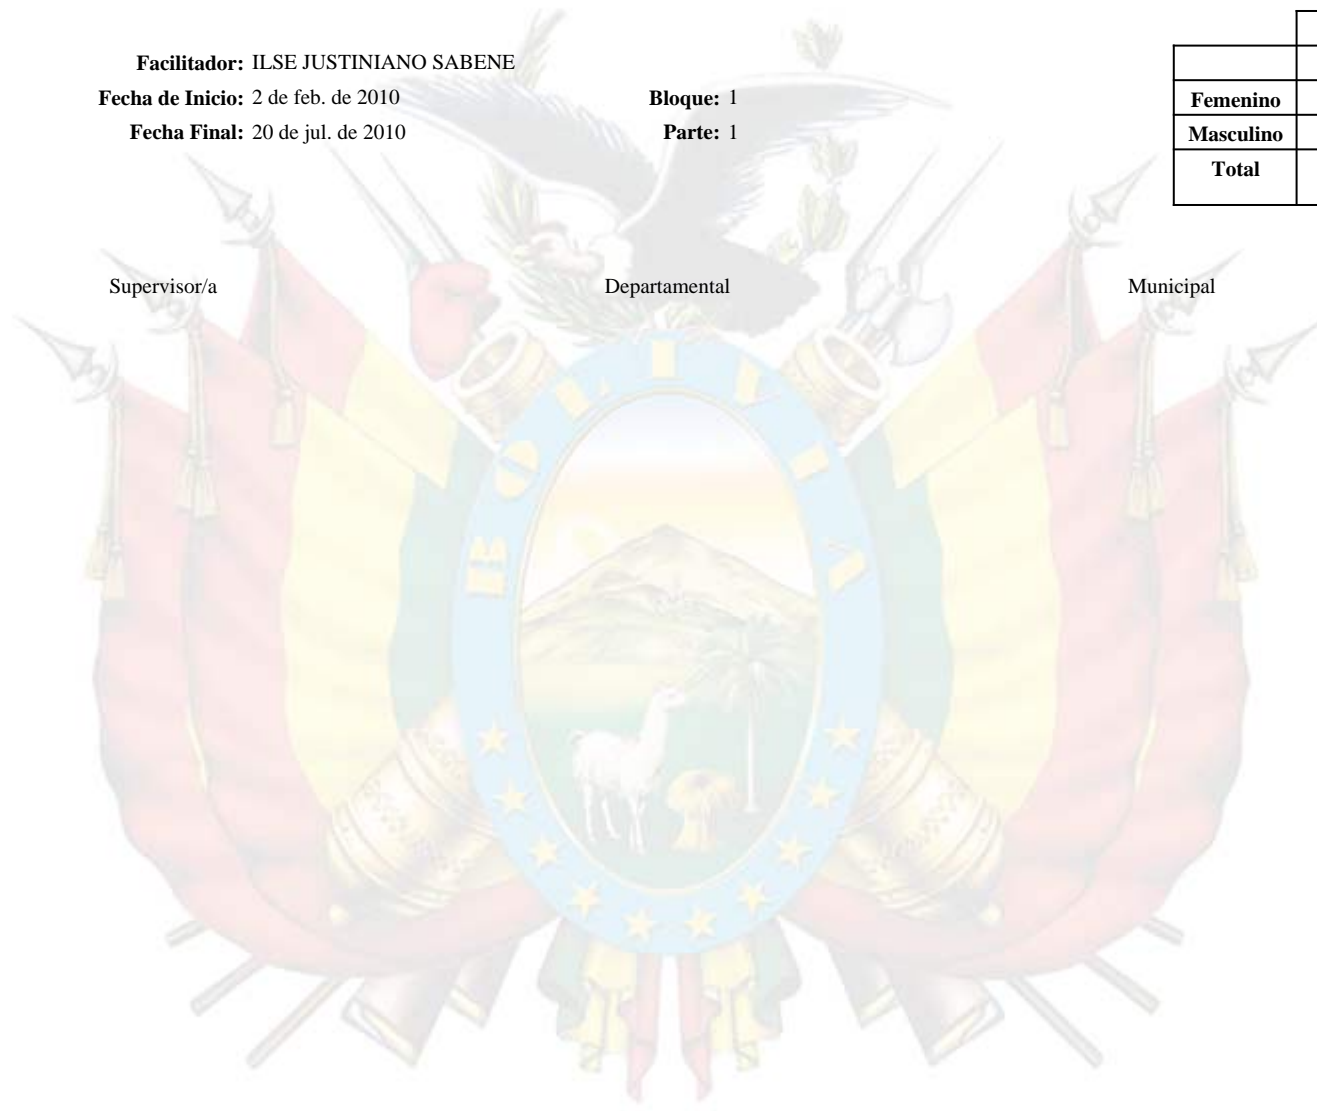 Facilitador: ILSE JUSTINIANO SABENE
Fecha de Inicio: 2 de feb. de 2010 Bloque: 1
Fecha Final: 20 de jul. de 2010 Parte: 1
Femenino
Masculino
Total
Supervisor/a Departamental Municipal
BOLIVIA